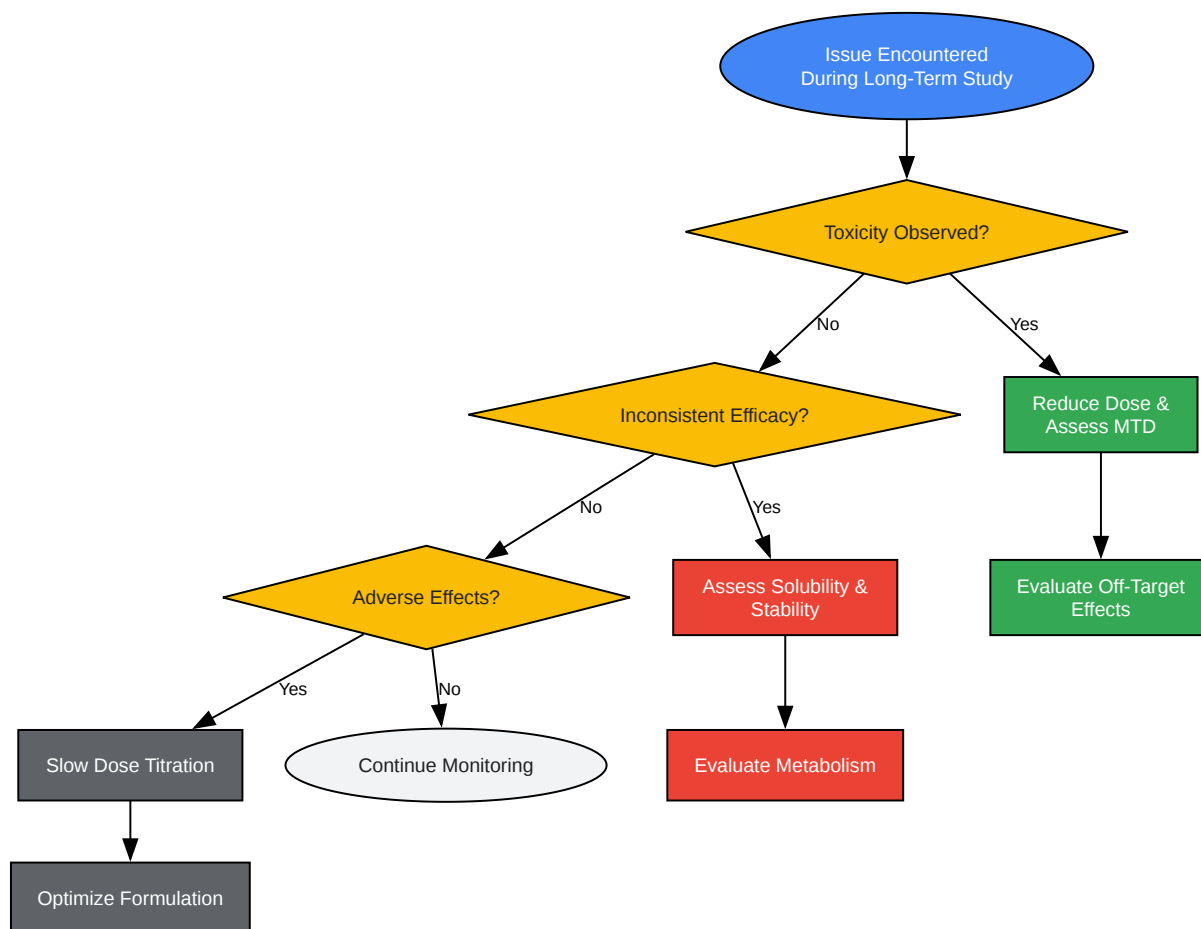 Issue Encountered
During Long-Term Study
Toxicity Observed?
No
Yes
Inconsistent Efficacy?
Reduce Dose &
Assess MTD
No
Yes
Adverse Effects?
Assess Solubility &
Stability
Evaluate Off-Target
Effects
Yes
No
Slow Dose Titration
Continue Monitoring
Evaluate Metabolism
Optimize Formulation